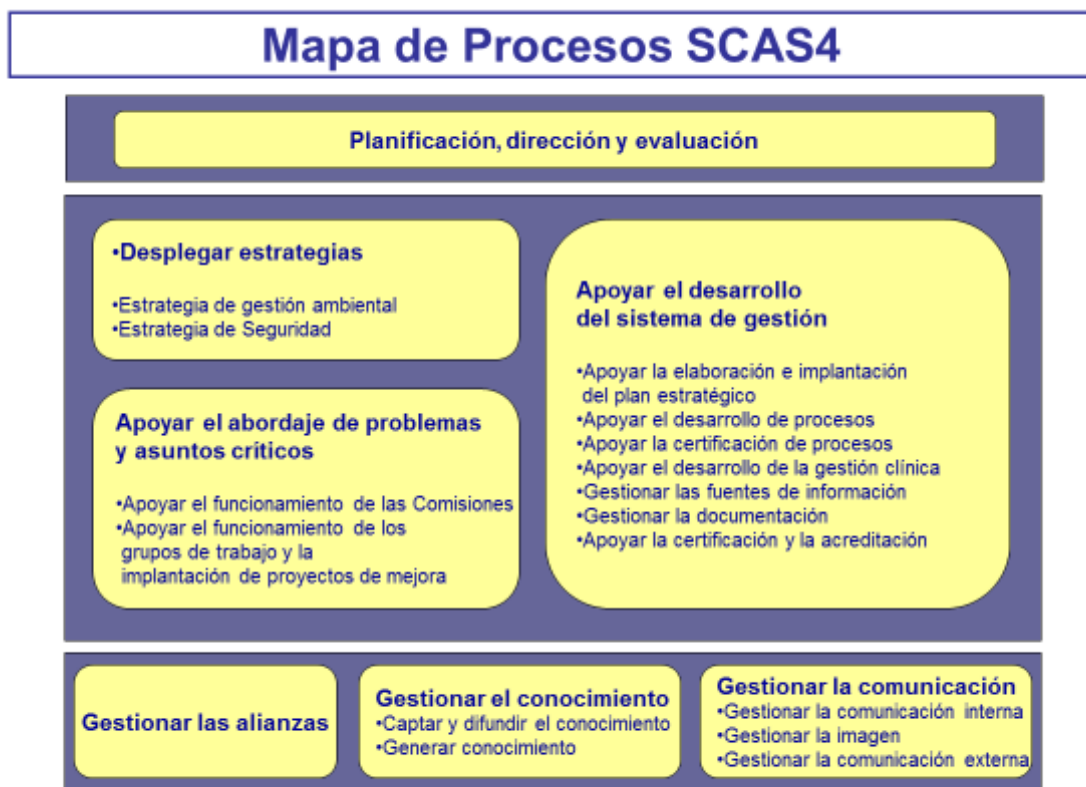 Mapa de Procesos SCAS4
Planificación, dirección y evaluación
•Desplegar estrategias
•Estrategia de gestión ambiental
•Estrategia de Seguridad
Apoyar el abordaje de problemas
y asuntos críticos
•Apoyar el funcionamiento de las Comisiones
•Apoyar el funcionamiento de los
grupos de trabajo y la
implantación de proyectos de mejora
Apoyar el desarrollo
del sistema de gestión
•Apoyar la elaboración e implantación
del plan estratégico
•Apoyar el desarrollo de procesos
•Apoyar la certificación de procesos
•Apoyar el desarrollo de la gestión clínica
•Gestionar las fuentes de información
•Gestionar la documentación
•Apoyar la certificación y la acreditación
Gestionar las alianzas
Gestionar el conocimiento
•Captar y difundir el conocimiento
•Generar conocimiento
Gestionar la comunicación
•Gestionar la comunicación interna
•Gestionar la imagen
•Gestionar la comunicación externa